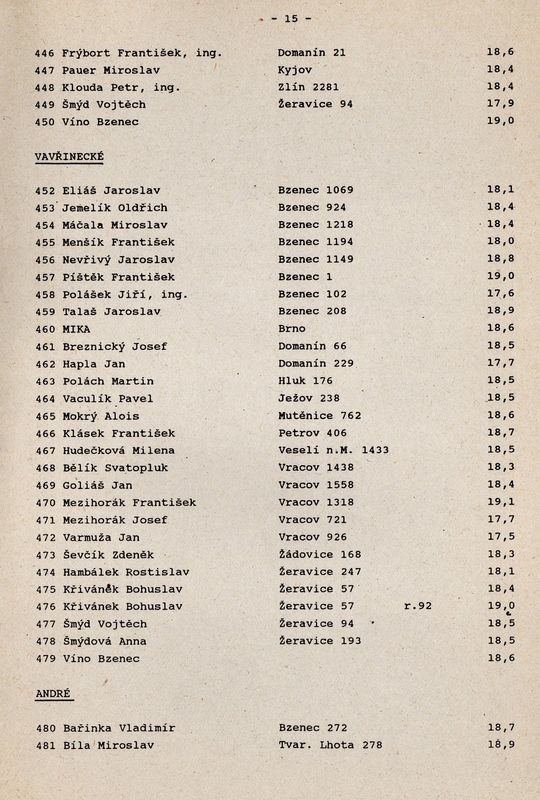 - 15 -
446 Frýbort František, ing. Domanín 21 18,6
447 Pauer Miroslav Kyjov 18,4
448 Klouda Petr, ing. Zlín 2281 18,4
449 Šmýd Vojtěch Žeravice 94 17,9
450 Víno Bzenec 19,0
VAVŘINECKÉ
452 Eliáš Jaroslav Bzenec 1069 18,1
453 Jemelík Oldřich Bzenec 924 18,4
454 Máčala Miroslav Bzenec 1218 18,4
455 Menšík František Bzenec 1194 18,0
456 Nevřivý Jaroslav Bzenec 1149 18,8
457 Píštěk František Bzenec 1 19,0
458 Polášek Jiří, ing. Bzenec 102 17,6
459 Talaš Jaroslav Bzenec 208 18,9
460 MIKA Brno 18,6
461 Breznický Josef Domanín 66 18,5
462 Hapla Jan Domanín 229 17,7
463 Polách Martin Hluk 176 18,5
464 Vaculík Pavel Ježov 238 18,5
465 Mokrý Alois Mutěnice 762 18,6
466 Klásek František Petrov 406 18,7
467 Hudečková Milena Veselí n.M. 1433 18,5
468 Bělík Svatopluk Vracov 1438 18,3
469 Goliáš Jan Vracov 1558 18,4
470 Mezihorák František Vracov 1318 19,1
471 Mezihorák Josef Vracov 721 17,7
472 Varmuža Jan Vracov 926 17,5
473 Ševčík Zdeněk Žádovice 168 18,3
474 Hambálek Rostislav Žeravice 247 18,1
475 Křivánek Bohuslav Žeravice 57 18,4
476 Křivánek Bohuslav Žeravice 57 r.92 19,0
477 Šmýd Vojtěch Žeravice 94 18,5
478 Šmýdová Anna Žeravice 193 18,5
479 Víno Bzenec 18,6
ANDRÉ
480 Bařinka Vladimír Bzenec 272 18,7
481 Bíla Miroslav Tvar. Lhota 278 18,9